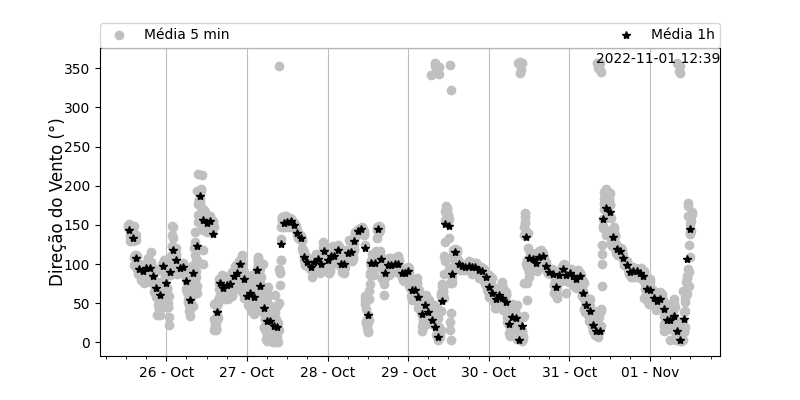 Média 5 min
Média 1h
2022-11-01 12:39
Direção do Vento (°)
350
300
250
200
150
100
50
0
26 - Oct
27 - Oct
28 - Oct
29 - Oct
30 - Oct
31 - Oct
01 - Nov